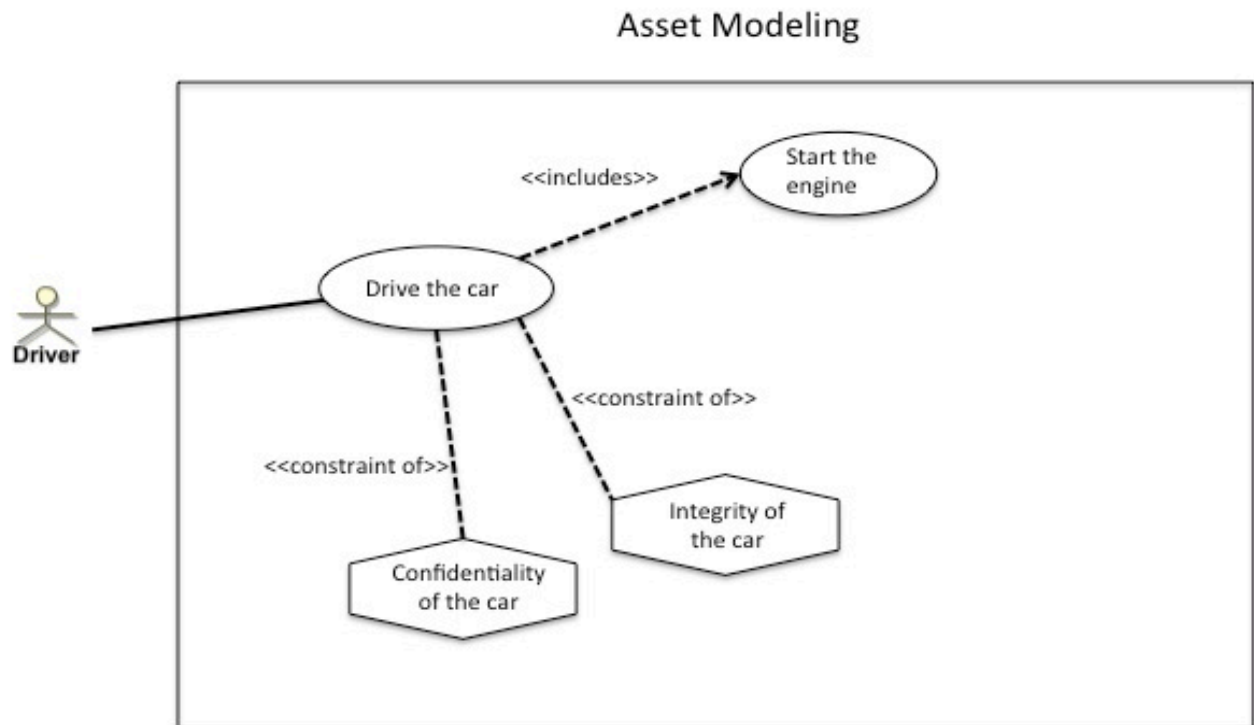 Asset Modeling
Start the
engine
<<includes>>
Drive the car
Driver
<<constraint of>>
<<constraint of>>
Integrity of
the car
Confidentiality
of the car